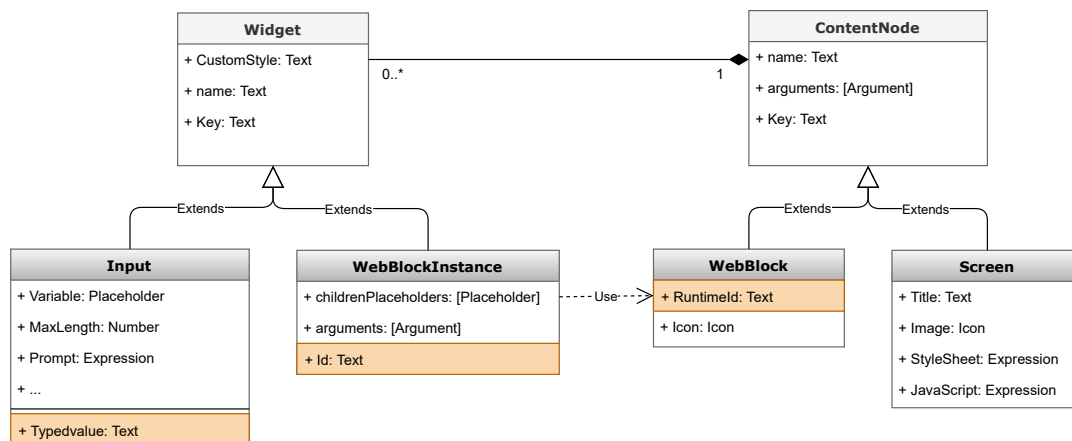 Widget
+ CustomStyle: Text
+ name: Text
+ Key: Text
0..*
1
ContentNode
+ name: Text
+ arguments: [Argument]
+ Key: Text
Extends
Extends
Extends
Extends
Input
+ Variable: Placeholder
+ MaxLength: Number
+ Prompt: Expression
+ ...
+ Typedvalue: Text
WebBlockInstance
+ childrenPlaceholders: [Placeholder]
+ arguments: [Argument]
+ Id: Text
Use
WebBlock
+ RuntimeId: Text
+ Icon: Icon
Screen
+ Title: Text
+ Image: Icon
+ StyleSheet: Expression
+ JavaScript: Expression